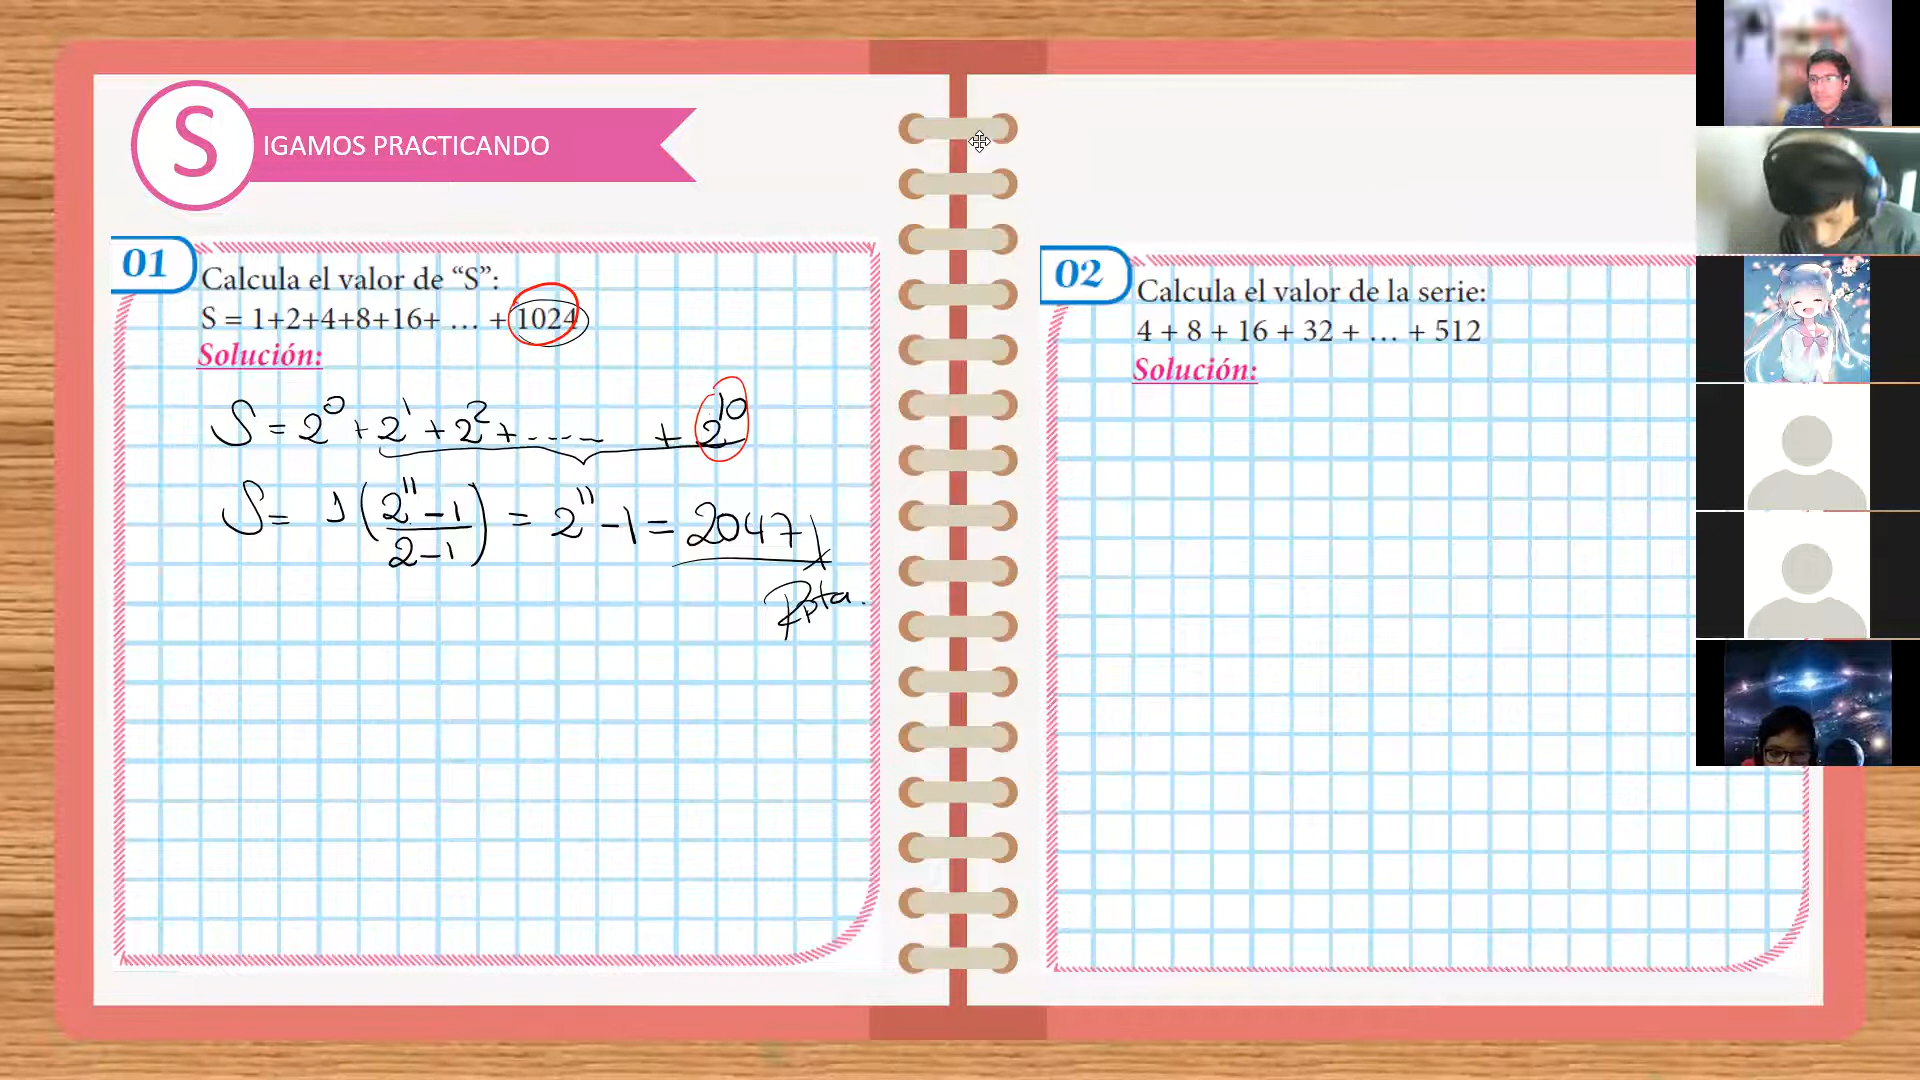 S IGAMOS PRACTICANDO
01
Calcula el valor de “S”:
S = 1+2+4+8+16+ … + 1024
Solución:
S = 2⁰ + 2¹ + 2² + ---- + 2¹⁰
S = 1 ( 2¹¹ - 1 / 2 - 1 ) = 2¹¹ - 1 = 2047
Rpta.
02
Calcula el valor de la serie:
4 + 8 + 16 + 32 + … + 512
Solución: